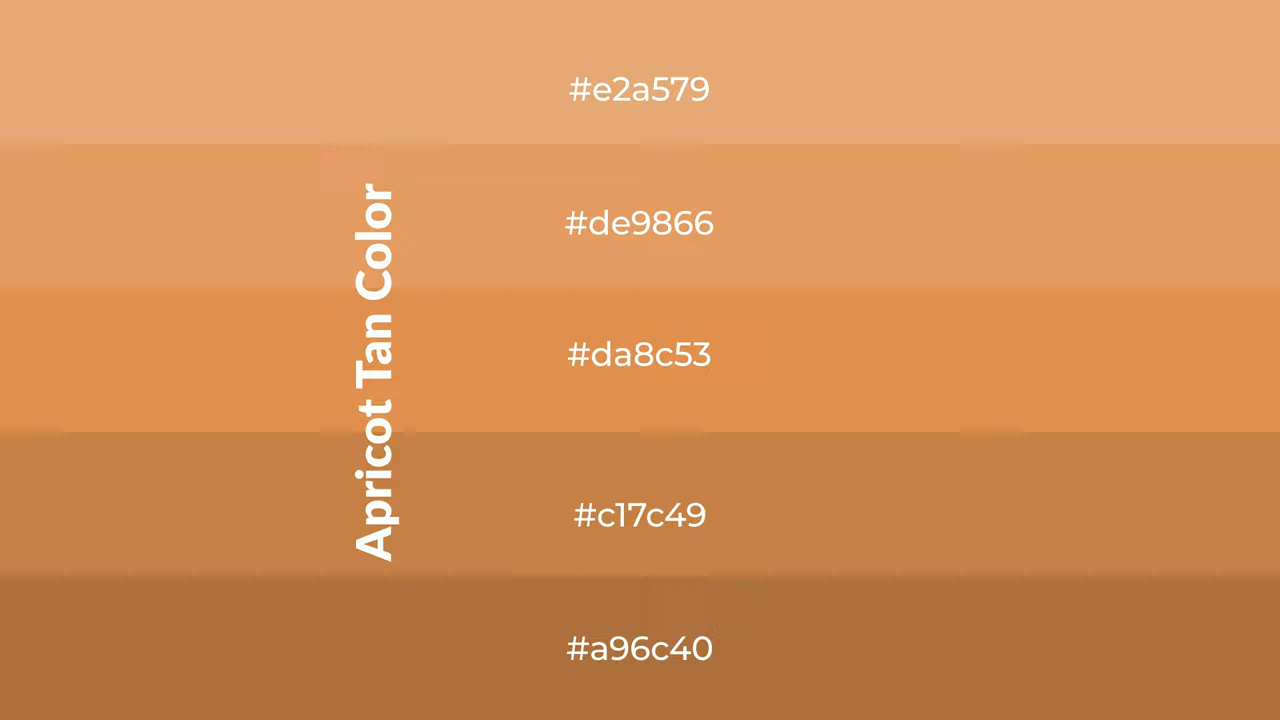 Apricot Tan Color
#e2a579
#de9866
#da8c53
#c17c49
#a96c40